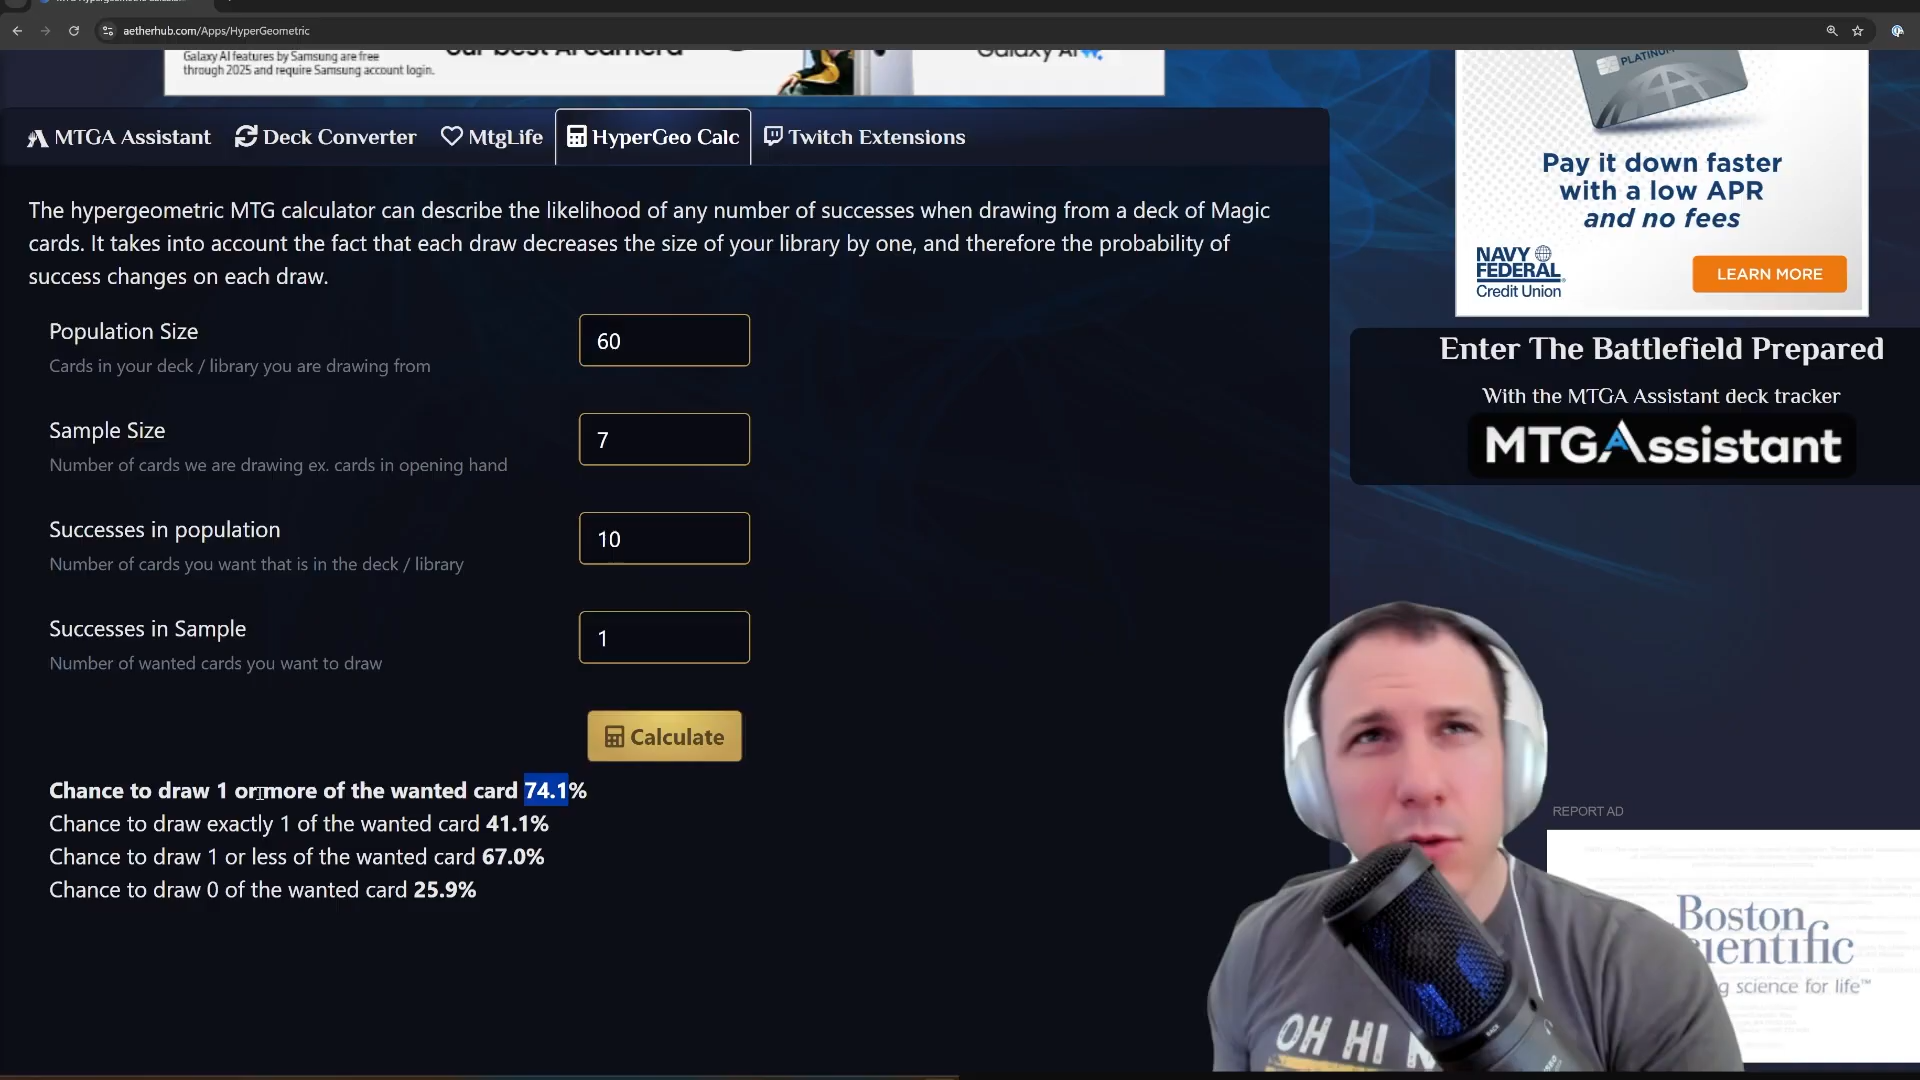 aetherhub.com/Apps/HyperGeometric
Galaxy AI features by Samsung are free
through 2025 and require Samsung account login.
our best AI camera
Galaxy AI
PLATINUM
MTGA Assistant
Deck Converter
MtgLife
HyperGeo Calc
Twitch Extensions
The hypergeometric MTG calculator can describe the likelihood of any number of successes when drawing from a deck of Magic
cards. It takes into account the fact that each draw decreases the size of your library by one, and therefore the probability of
success changes on each draw.
Population Size
60
Cards in your deck / library you are drawing from
Sample Size
7
Number of cards we are drawing ex. cards in opening hand
Successes in population
10
Number of cards you want that is in the deck / library
Successes in Sample
1
Number of wanted cards you want to draw
Calculate
Chance to draw 1 or more of the wanted card 74.1%
Chance to draw exactly 1 of the wanted card 41.1%
Chance to draw 1 or less of the wanted card 67.0%
Chance to draw 0 of the wanted card 25.9%
Pay it down faster
with a low APR
and no fees
NAVY
FEDERAL
Credit Union
LEARN MORE
Enter The Battlefield Prepared
With the MTGA Assistant deck tracker
MTGAssistant
REPORT AD
Boston
Scientific
science for life™
OH HI